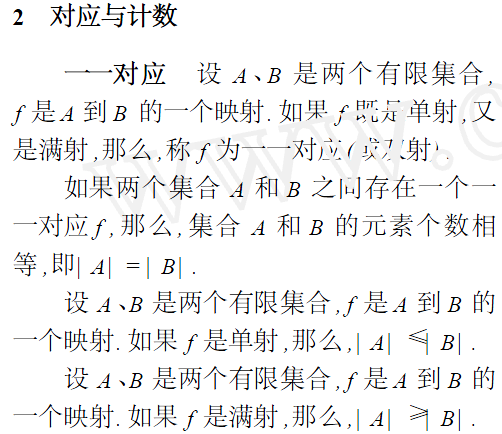 2 对应与计数
一一对应 设 A、B 是两个有限集合,
f 是 A 到 B 的一个映射. 如果 f 既是单射,又
是满射,那么,称 f 为一一对应(或双射).
如果两个集合 A 和 B 之间存在一个一
一对应 f,那么,集合 A 和 B 的元素个数相
等,即| A| = | B| .
设 A、B 是两个有限集合,f 是 A 到 B 的
一个映射. 如果 f 是单射,那么,| A| ≤| B| .
设 A、B 是两个有限集合,f 是 A 到 B 的
一个映射. 如果 f 是满射,那么,| A| ≥| B| .